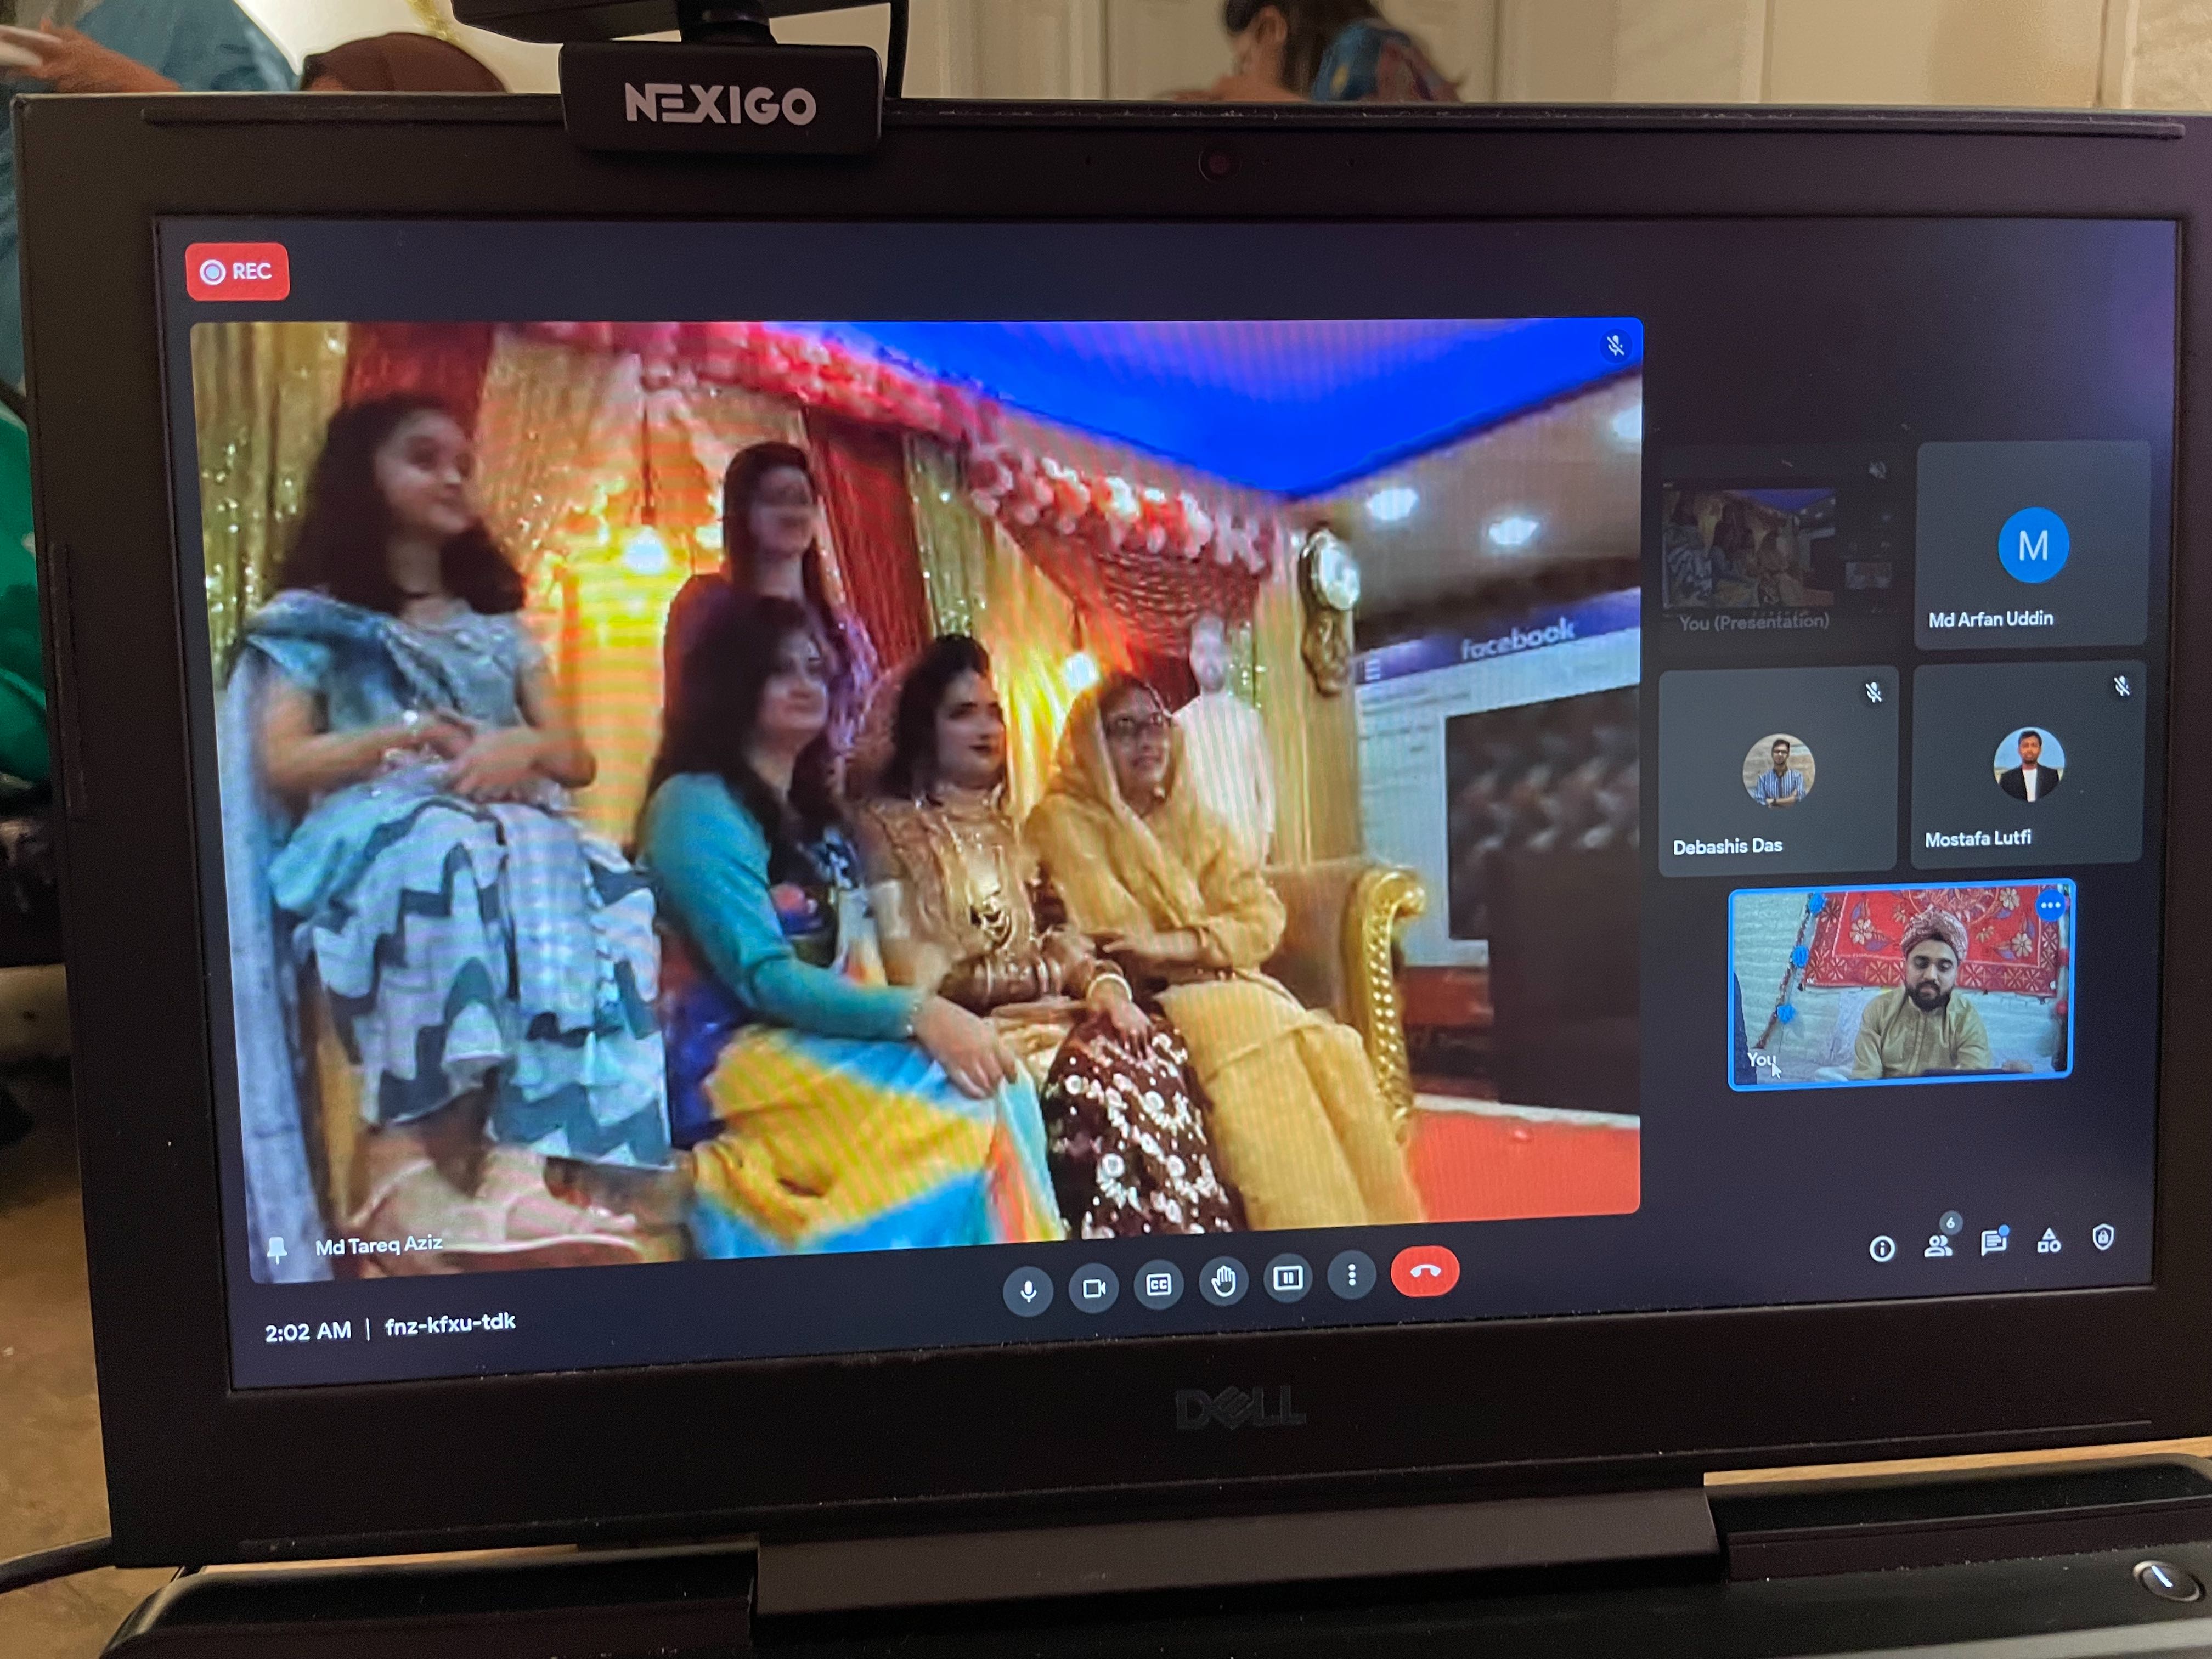 NEXIGO
REC
facebook
You (Presentation)
M
Md Arfan Uddin
Debashis Das
Mostafa Lutfi
You
Md Tareq Aziz
CC
6
2:02 AM | fnz-kfxu-tdk
DELL